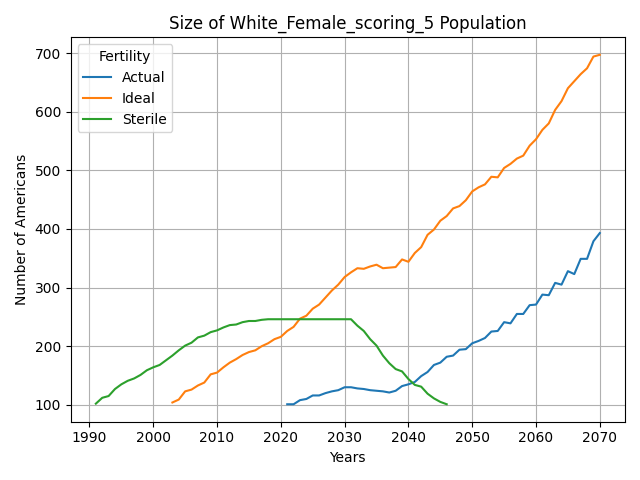 Size of White_Female_scoring_5 Population
Fertility
Actual
Ideal
Sterile
Number of Americans
700
600
500
400
300
200
100
1990 2000 2010 2020 2030 2040 2050 2060 2070
Years